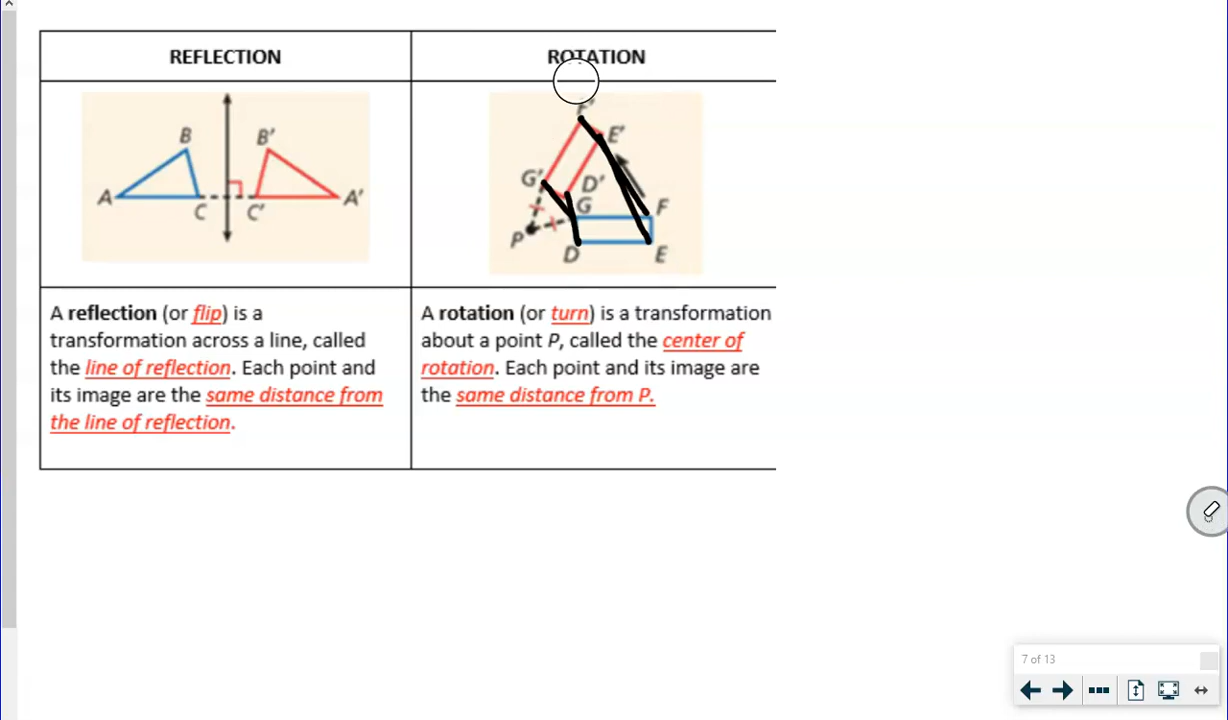 REFLECTION
ROTATION
B
B'
A
C
C'
A'
F'
E'
G'
D'
G
F
P
D
E
A reflection (or flip) is a
transformation across a line, called
the line of reflection. Each point and
its image are the same distance from
the line of reflection.
A rotation (or turn) is a transformation
about a point P, called the center of
rotation. Each point and its image are
the same distance from P.
7 of 13